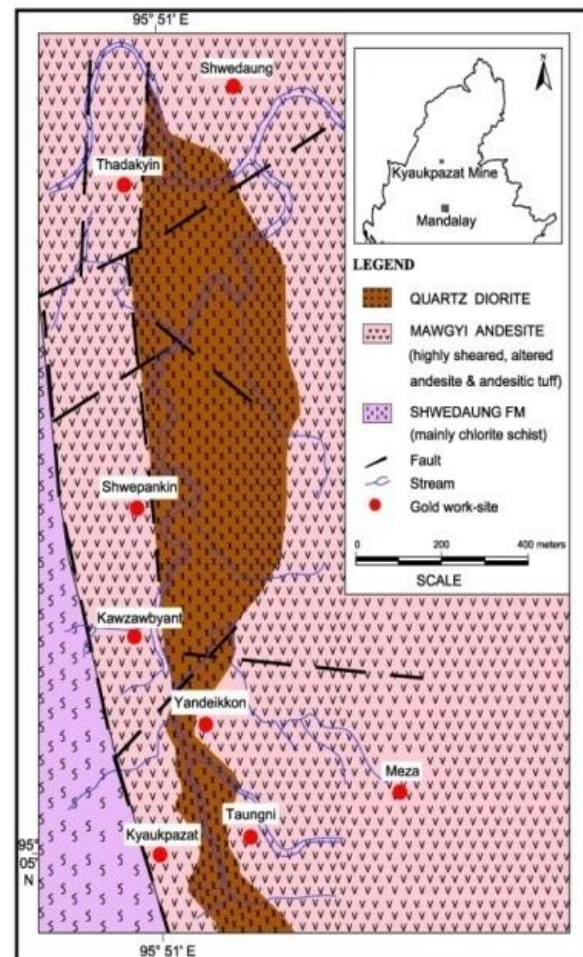 95° 51' E
Shwedaung
Thadakyin
Shwepankin
Kawzawbyant
Yandeikkon
Meza
Taungni
Kyaukpazat
95°
05'
N
95° 51' E
N
Kyaukpazat Mine
Mandalay
LEGEND
QUARTZ DIORITE
MAWGYI ANDESITE
(highly sheared, altered
andesite & andesitic tuff)
SHWEDAUNG FM
(mainly chlorite schist)
Fault
Stream
Gold work-site
0 200 400 meters
SCALE